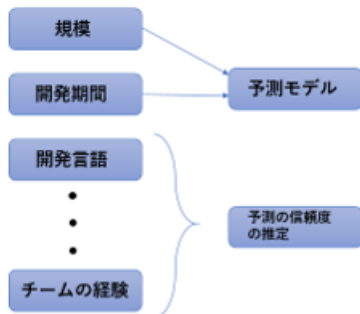 規模
開発期間
予測モデル
開発言語
予測の信頼度
の推定
チームの経験